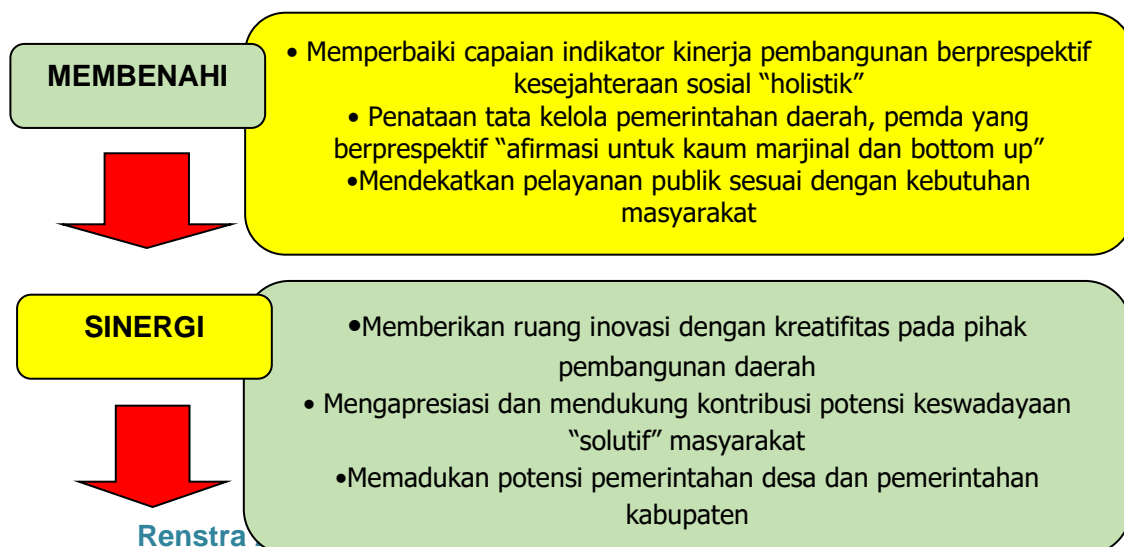 MEMBENAHI
• Memperbaiki capaian indikator kinerja pembangunan berprespektif
kesejahteraan sosial “holistik”
• Penataan tata kelola pemerintahan daerah, pemda yang
berprespektif “afirmasi untuk kaum marjinal dan bottom up”
•Mendekatkan pelayanan publik sesuai dengan kebutuhan
masyarakat
SINERGI
•Memberikan ruang inovasi dengan kreatifitas pada pihak
pembangunan daerah
• Mengapresiasi dan mendukung kontribusi potensi keswadayaan
“solutif” masyarakat
•Memadukan potensi pemerintahan desa dan pemerintahan
kabupaten
Renstra